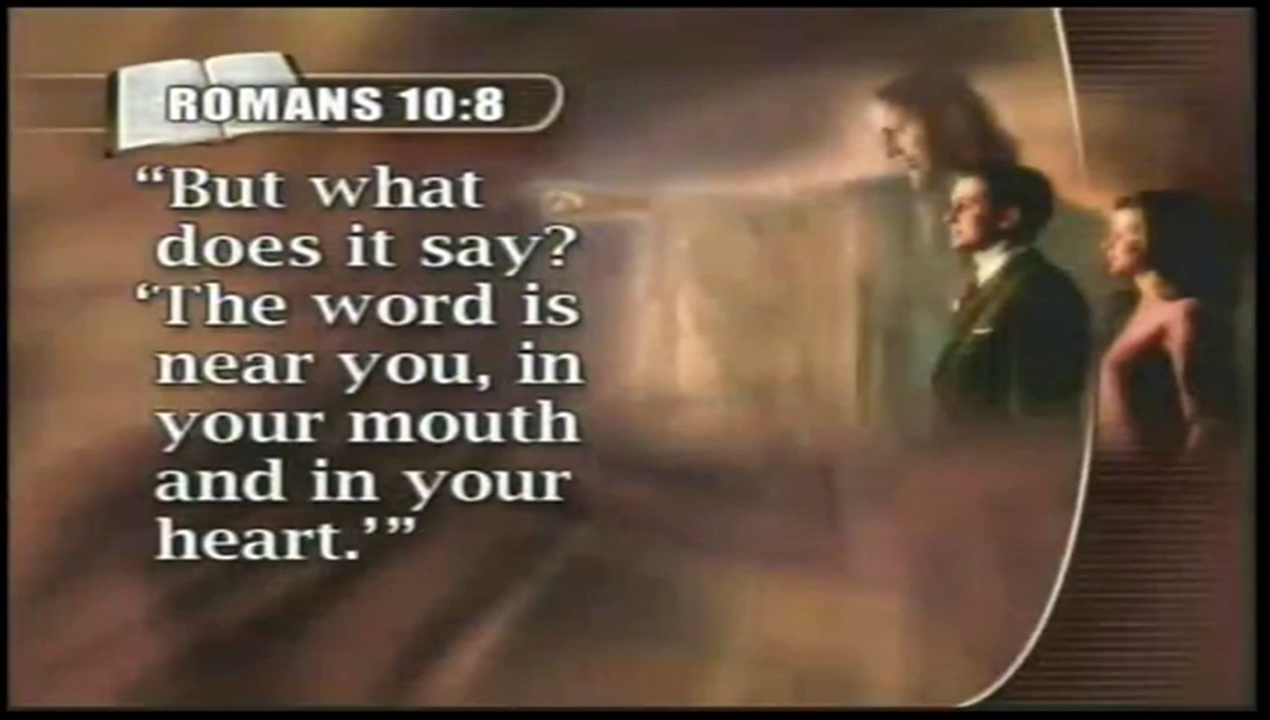 ROMANS 10:8
“But what
does it say?
‘The word is
near you, in
your mouth
and in your
heart.’”